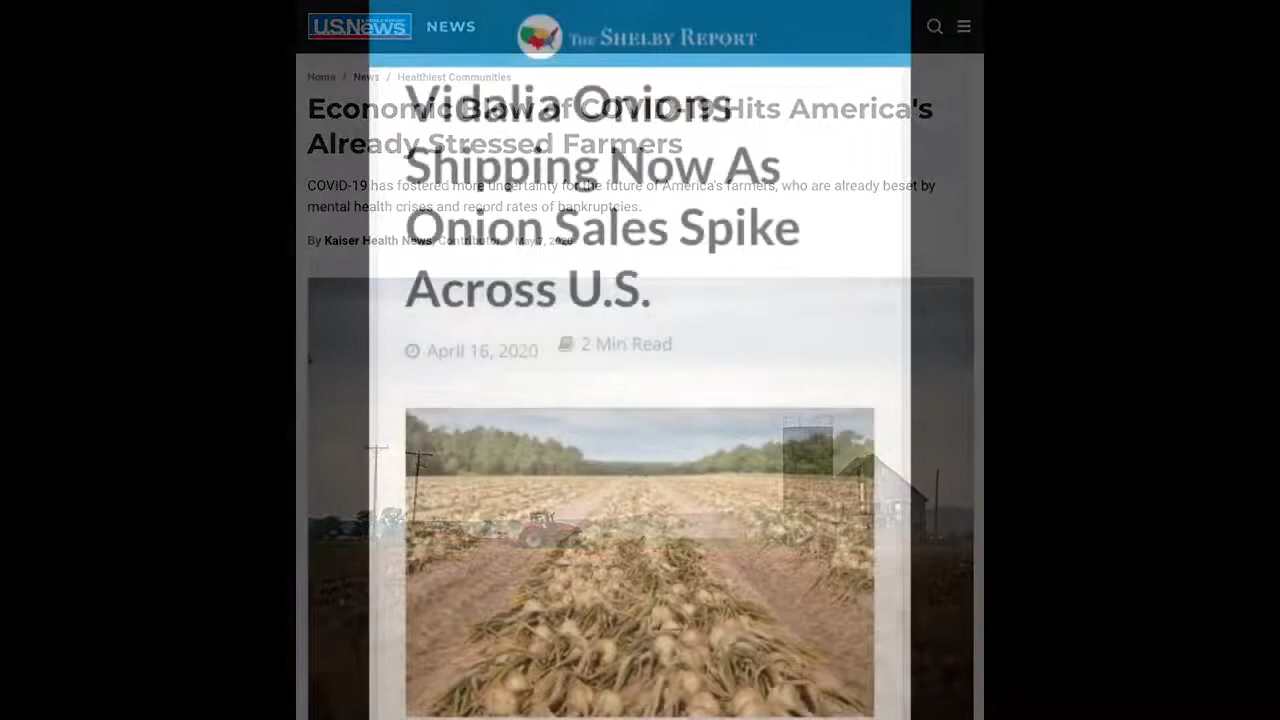 U.S.News
NEWS
THE SHELBY REPORT
Home / News / Healthiest Communities
Economic Blow of COVID-19 Hits America's
Already Stressed Farmers
COVID-19 has fostered more uncertainty for the future of America's farmers, who are already beset by
mental health crises and record rates of bankruptcies.
By Kaiser Health News, Contributor May 7, 2020
Vidalia Onions
Shipping Now As
Onion Sales Spike
Across U.S.
April 16, 2020
2 Min Read